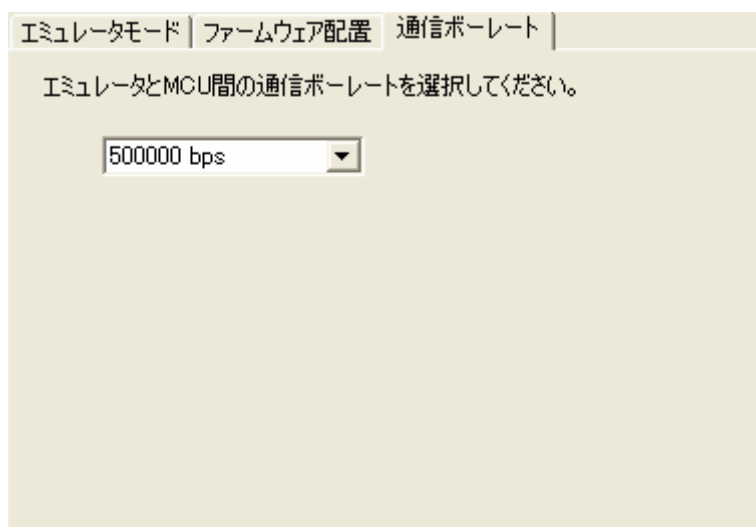 エミュレータモード ファームウェア配置 通信ボーレート
エミュレータとMCU間の通信ボーレートを選択してください。
500000 bps